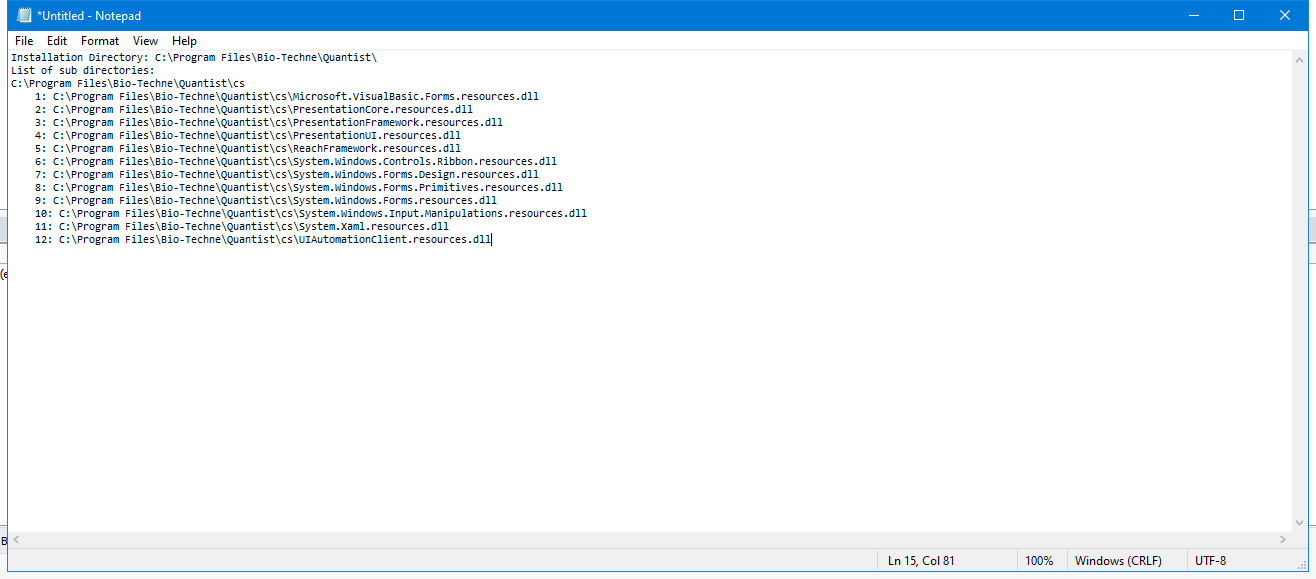 *Untitled - Notepad
File Edit Format View Help
Installation Directory: C:\Program Files\Bio-Techne\Quantist\
List of sub directories:
C:\Program Files\Bio-Techne\Quantist\cs
    1: C:\Program Files\Bio-Techne\Quantist\cs\Microsoft.VisualBasic.Forms.resources.dll
    2: C:\Program Files\Bio-Techne\Quantist\cs\PresentationCore.resources.dll
    3: C:\Program Files\Bio-Techne\Quantist\cs\PresentationFramework.resources.dll
    4: C:\Program Files\Bio-Techne\Quantist\cs\PresentationUI.resources.dll
    5: C:\Program Files\Bio-Techne\Quantist\cs\ReachFramework.resources.dll
    6: C:\Program Files\Bio-Techne\Quantist\cs\System.Windows.Controls.Ribbon.resources.dll
    7: C:\Program Files\Bio-Techne\Quantist\cs\System.Windows.Forms.Design.resources.dll
    8: C:\Program Files\Bio-Techne\Quantist\cs\System.Windows.Forms.Primitives.resources.dll
    9: C:\Program Files\Bio-Techne\Quantist\cs\System.Windows.Forms.resources.dll
    10: C:\Program Files\Bio-Techne\Quantist\cs\System.Windows.Input.Manipulations.resources.dll
    11: C:\Program Files\Bio-Techne\Quantist\cs\System.Xaml.resources.dll
    12: C:\Program Files\Bio-Techne\Quantist\cs\UIAutomationClient.resources.dll
(e
B
Ln 15, Col 81 100% Windows (CRLF) UTF-8